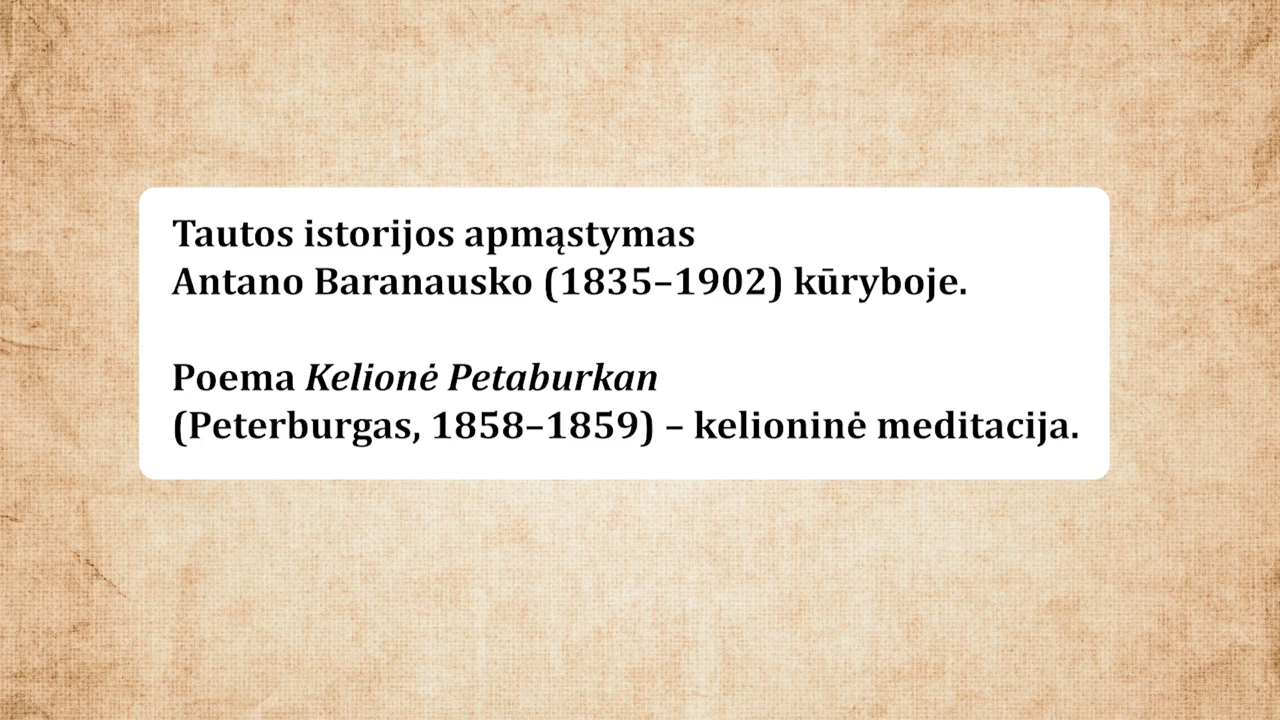 Tautos istorijos apmąstymas
Antano Baranausko (1835–1902) kūryboje.
Poema Kelionė Petaburkan
(Peterburgas, 1858–1859) – kelioninė meditacija.